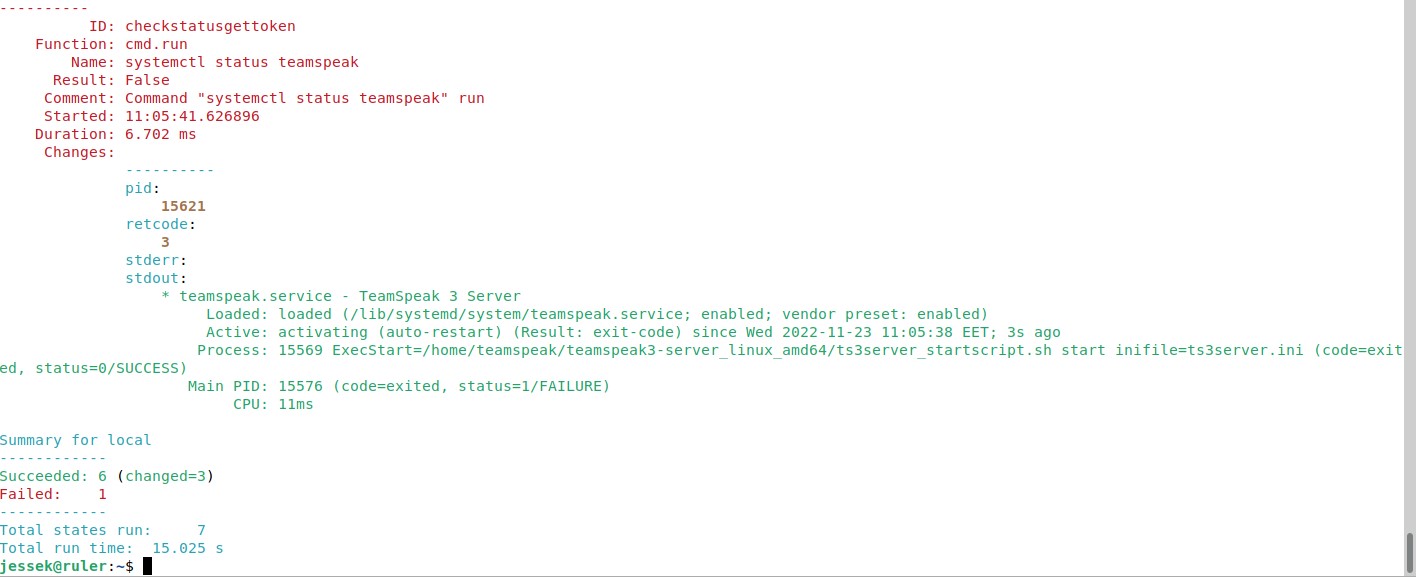 ----------
          ID: checkstatusgettoken
    Function: cmd.run
        Name: systemctl status teamspeak
      Result: False
     Comment: Command "systemctl status teamspeak" run
     Started: 11:05:41.626896
    Duration: 6.702 ms
     Changes:
              ----------
              pid:
                  15621
              retcode:
                  3
              stderr:
              stdout:
                  * teamspeak.service - TeamSpeak 3 Server
                       Loaded: loaded (/lib/systemd/system/teamspeak.service; enabled; vendor preset: enabled)
                       Active: activating (auto-restart) (Result: exit-code) since Wed 2022-11-23 11:05:38 EET; 3s ago
                      Process: 15569 ExecStart=/home/teamspeak/teamspeak3-server_linux_amd64/ts3server_startscript.sh start inifile=ts3server.ini (code=exit
ed, status=0/SUCCESS)
                     Main PID: 15576 (code=exited, status=1/FAILURE)
                          CPU: 11ms

Summary for local
------------
Succeeded: 6 (changed=3)
Failed:    1
------------
Total states run:     7
Total run time:  15.025 s
jessek@ruler:~$